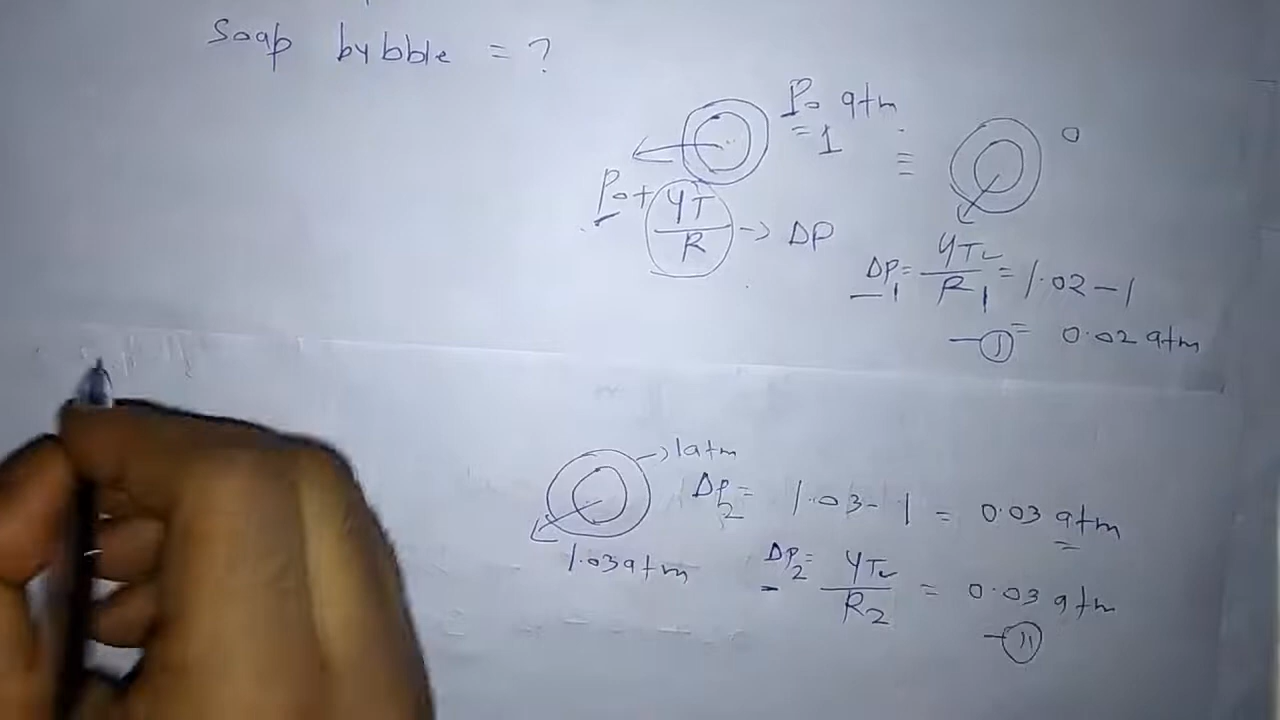 Soap bubble = ?
P₀ atm
= 1
≡
0
P₀ + 4T/R → ΔP
ΔP₁ = 4T/R₁ = 1.02 - 1
= 0.02 atm
- (I)
→ 1 atm
ΔP₂ = 1.03 - 1 = 0.03 atm
1.03 atm
ΔP₂ = 4T/R₂ = 0.03 atm
- (II)